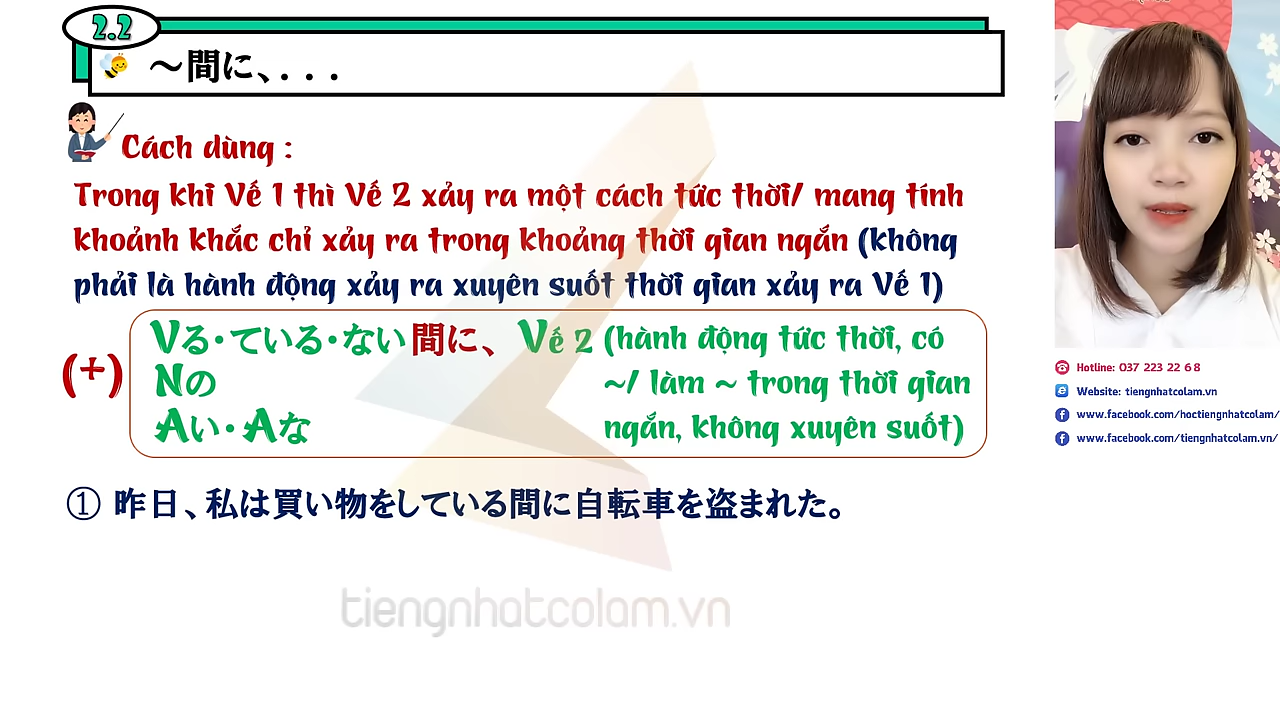 2.2
～間に、...
Cách dùng :
Trong khi Vế 1 thì Vế 2 xảy ra một cách tức thời/ mang tính
khoảnh khắc chỉ xảy ra trong khoảng thời gian ngắn (không
phải là hành động xảy ra xuyên suốt thời gian xảy ra Vế 1)
(+)
Vる・ている・ない間に、 Vế 2 (hành động tức thời, có
Nの ~/ làm ~ trong thời gian
Aい・Aな ngắn, không xuyên suốt)
① 昨日、私は買い物をしている間に自転車を盗まれた。
tiengnhatcolam.vn
Hotline: 037 223 22 68
Website: tiengnhatcolam.vn
www.facebook.com/hoctiengnhatcolam/
www.facebook.com/tiengnhatcolam.vn/